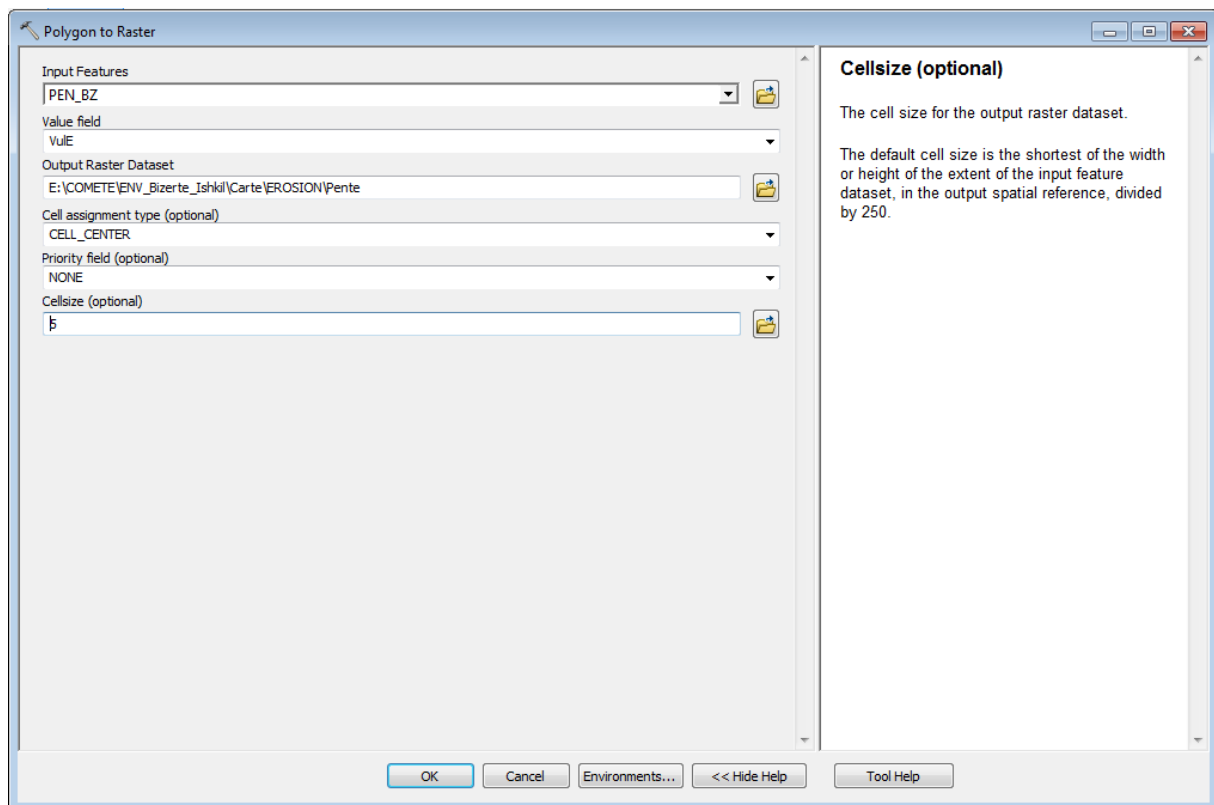 Polygon to Raster
Input Features
PEN_BZ
Value field
VulE
Output Raster Dataset
E:\COMETE\ENV_Bizerte_Ishkil\Carte\EROSION\Pente
Cell assignment type (optional)
CELL_CENTER
Priority field (optional)
NONE
Cellsize (optional)
5
Cellsize (optional)
The cell size for the output raster dataset.
The default cell size is the shortest of the width
or height of the extent of the input feature
dataset, in the output spatial reference, divided
by 250.
OK Cancel Environments... << Hide Help Tool Help